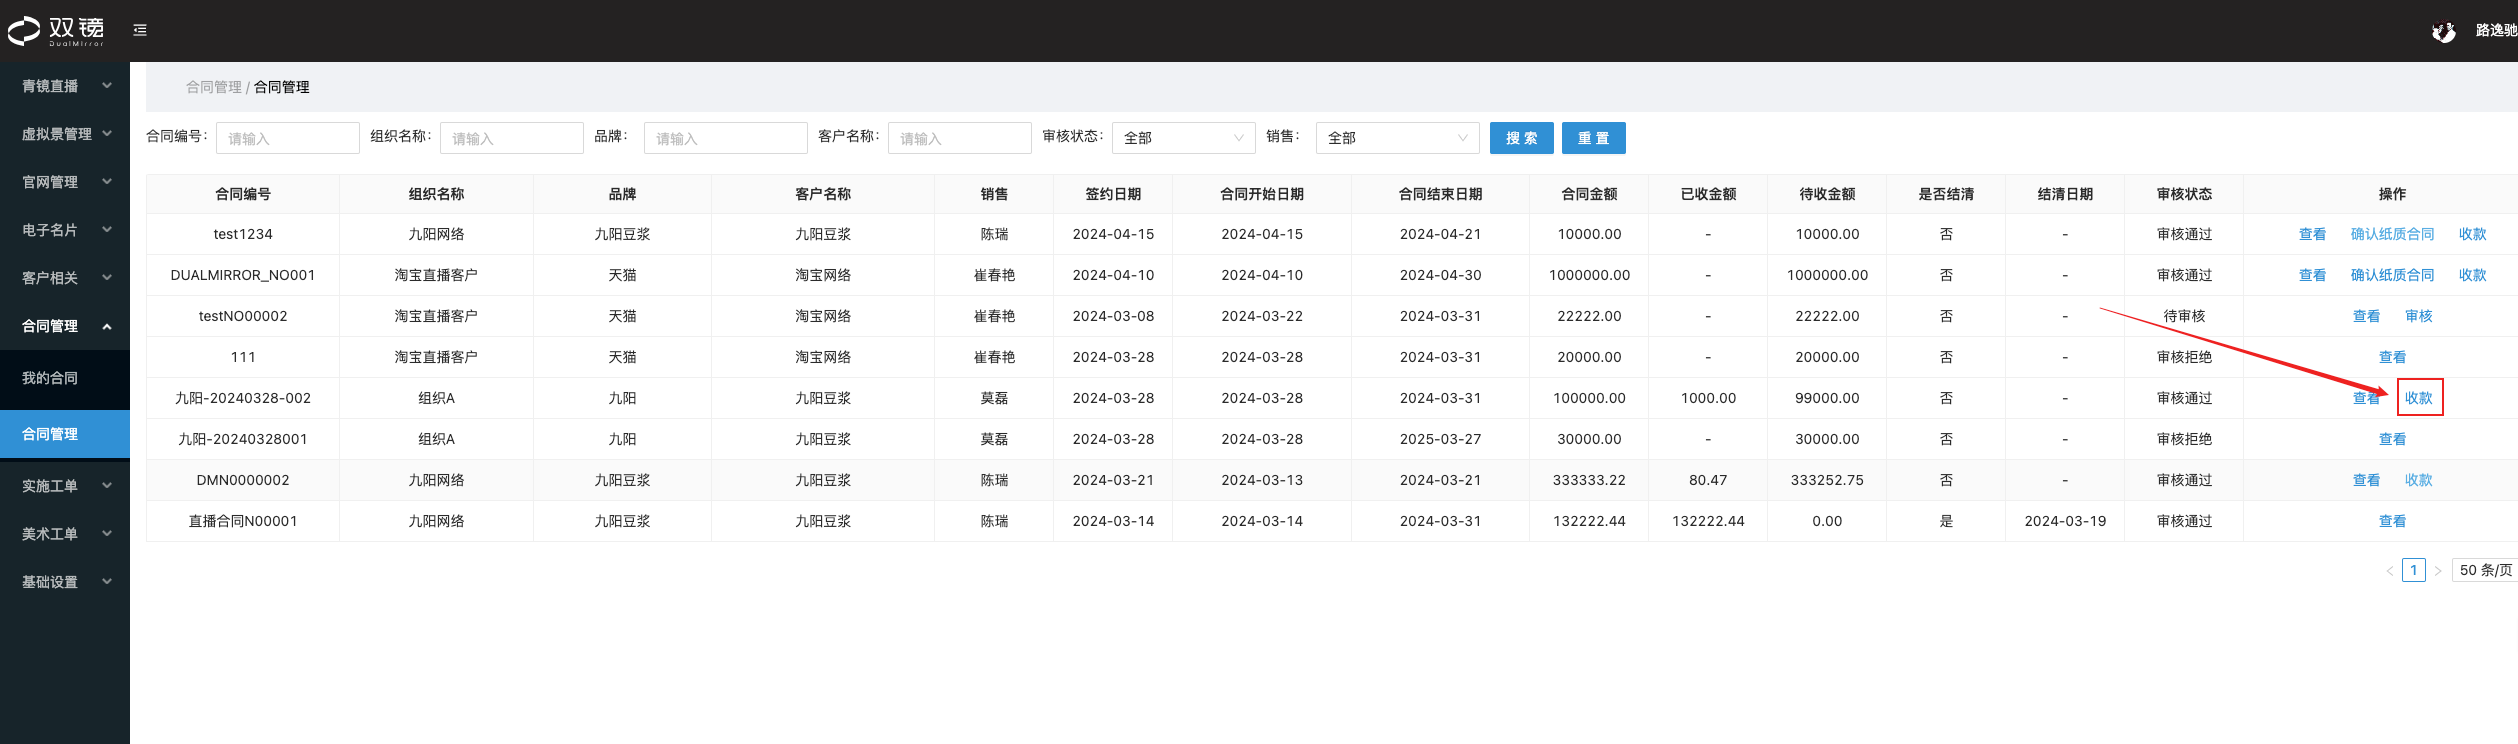 双镜
DualMirror
路逸驰
青镜直播
虚拟景管理
官网管理
电子名片
客户相关
合同管理
我的合同
合同管理
实施工单
美术工单
基础设置
合同管理 / 合同管理
合同编号： 请输入 组织名称： 请输入 品牌： 请输入 客户名称： 请输入 审核状态： 全部 销售： 全部 搜 索 重 置
合同编号 组织名称 品牌 客户名称 销售 签约日期 合同开始日期 合同结束日期 合同金额 已收金额 待收金额 是否结清 结清日期 审核状态 操作
test1234 九阳网络 九阳豆浆 九阳豆浆 陈瑞 2024-04-15 2024-04-15 2024-04-21 10000.00 - 10000.00 否 - 审核通过 查看 确认纸质合同 收款
DUALMIRROR_NO001 淘宝直播客户 天猫 淘宝网络 崔春艳 2024-04-10 2024-04-10 2024-04-30 1000000.00 - 1000000.00 否 - 审核通过 查看 确认纸质合同 收款
testNO00002 淘宝直播客户 天猫 淘宝网络 崔春艳 2024-03-08 2024-03-22 2024-03-31 22222.00 - 22222.00 否 - 待审核 查看 审核
111 淘宝直播客户 天猫 淘宝网络 崔春艳 2024-03-28 2024-03-28 2024-03-31 20000.00 - 20000.00 否 - 审核拒绝 查看
九阳-20240328-002 组织A 九阳 九阳豆浆 莫磊 2024-03-28 2024-03-28 2024-03-31 100000.00 1000.00 99000.00 否 - 审核通过 查看 收款
九阳-20240328001 组织A 九阳 九阳豆浆 莫磊 2024-03-28 2024-03-28 2025-03-27 30000.00 - 30000.00 否 - 审核拒绝 查看
DMN0000002 九阳网络 九阳豆浆 九阳豆浆 陈瑞 2024-03-21 2024-03-13 2024-03-21 333333.22 80.47 333252.75 否 - 审核通过 查看 收款
直播合同N00001 九阳网络 九阳豆浆 九阳豆浆 陈瑞 2024-03-14 2024-03-14 2024-03-31 132222.44 132222.44 0.00 是 2024-03-19 审核通过 查看
< 1 > 50 条/页